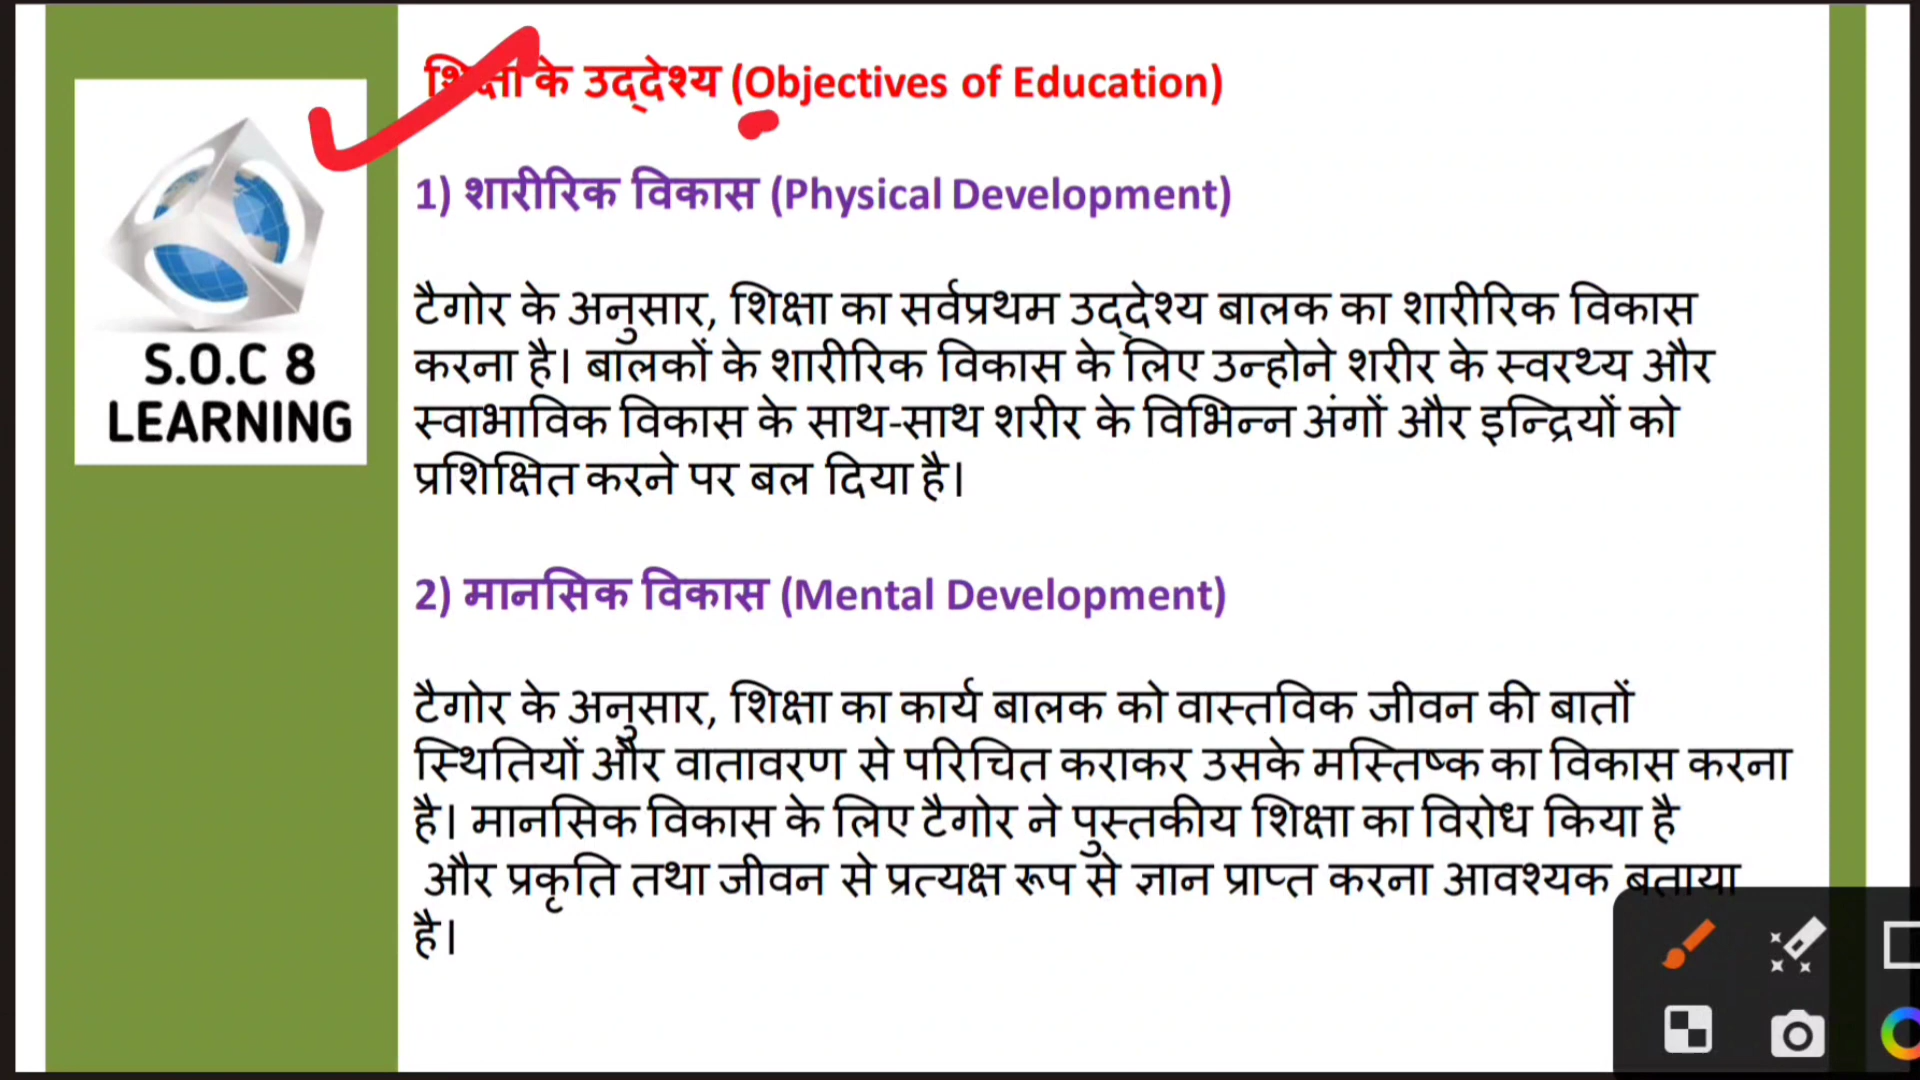 शिक्षा के उद्देश्य (Objectives of Education)
1) शारीरिक विकास (Physical Development)
टैगोर के अनुसार, शिक्षा का सर्वप्रथम उद्देश्य बालक का शारीरिक विकास
करना है। बालकों के शारीरिक विकास के लिए उन्होने शरीर के स्वरथ्य और
स्वाभाविक विकास के साथ-साथ शरीर के विभिन्न अंगों और इन्द्रियों को
प्रशिक्षित करने पर बल दिया है।
2) मानसिक विकास (Mental Development)
टैगोर के अनुसार, शिक्षा का कार्य बालक को वास्तविक जीवन की बातों
स्थितियों और वातावरण से परिचित कराकर उसके मस्तिष्क का विकास करना
है। मानसिक विकास के लिए टैगोर ने पुस्तकीय शिक्षा का विरोध किया है
और प्रकृति तथा जीवन से प्रत्यक्ष रूप से ज्ञान प्राप्त करना आवश्यक बताया
है।
S.O.C 8
LEARNING